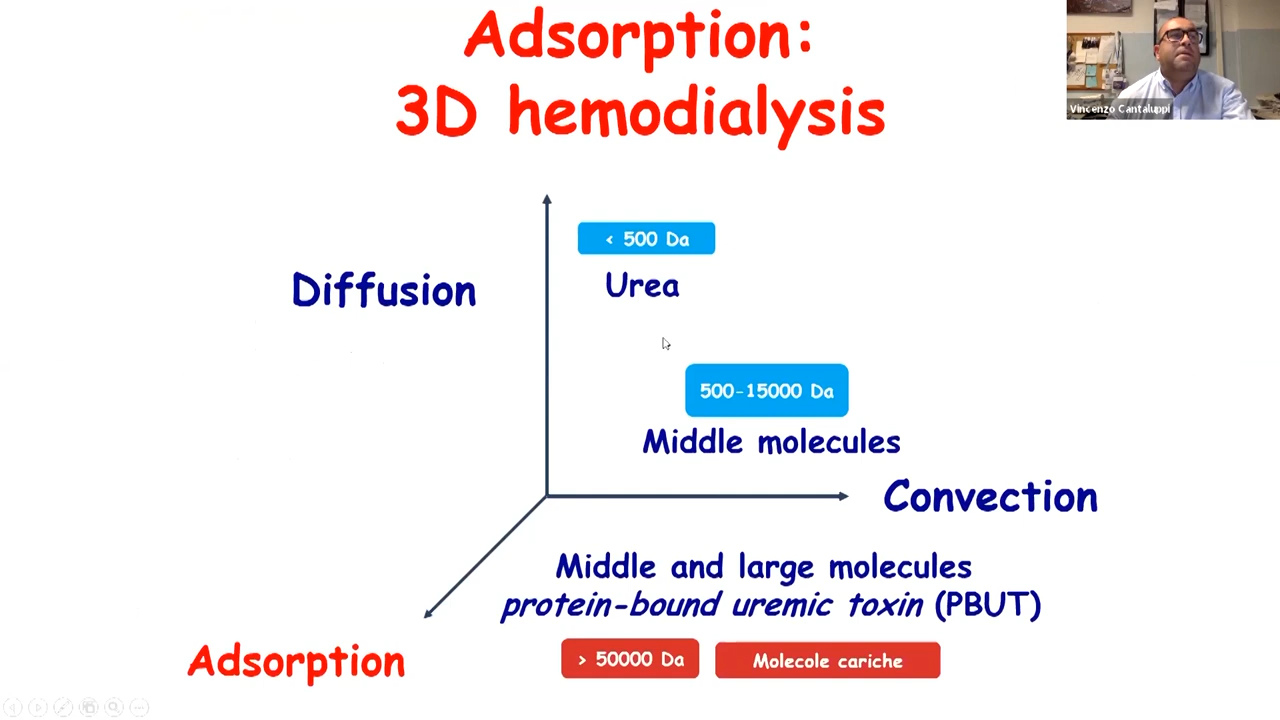 Adsorption:
3D hemodialysis
Vincenzo Cantaluppi
< 500 Da
Diffusion
Urea
500-15000 Da
Middle molecules
Convection
Middle and large molecules
protein-bound uremic toxin (PBUT)
Adsorption
> 50000 Da
Molecole cariche